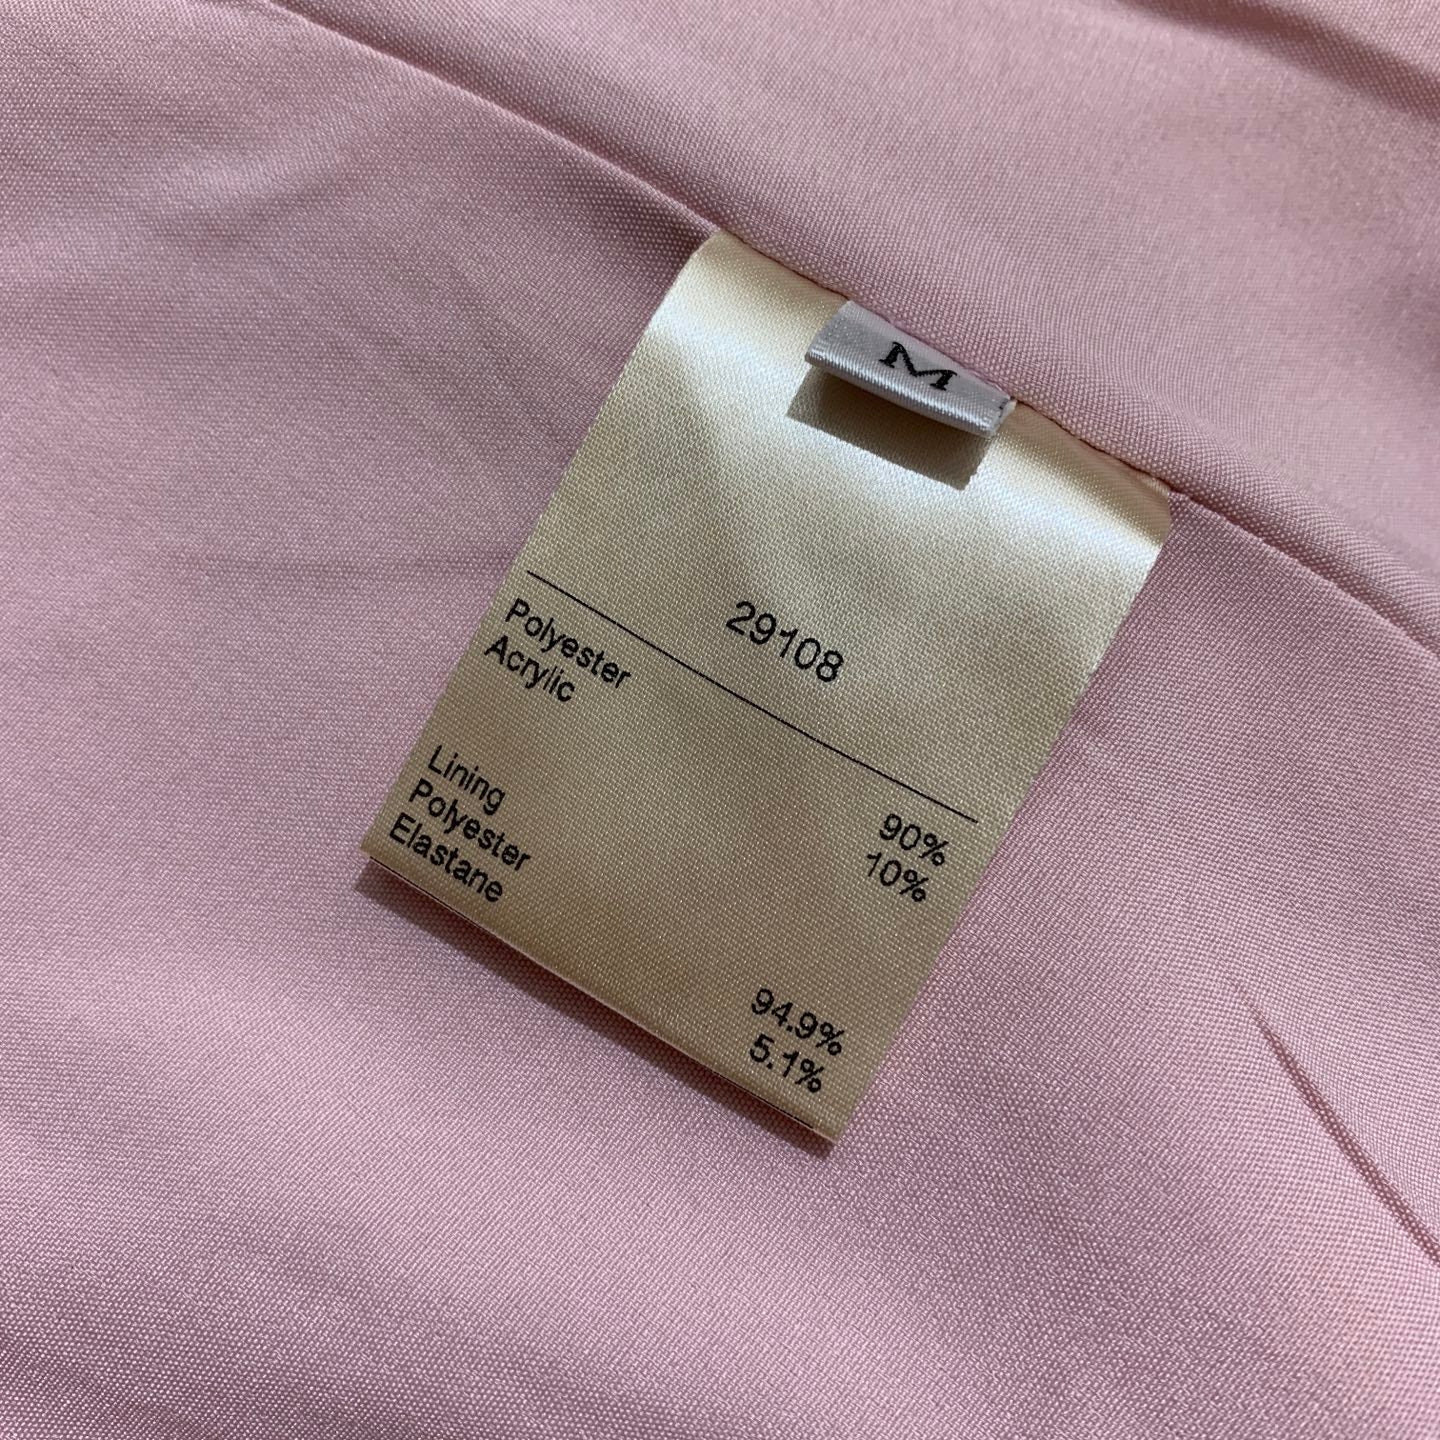 M
29108
Polyester 90%
Acrylic 10%
Lining
Polyester 94.9%
Elastane 5.1%